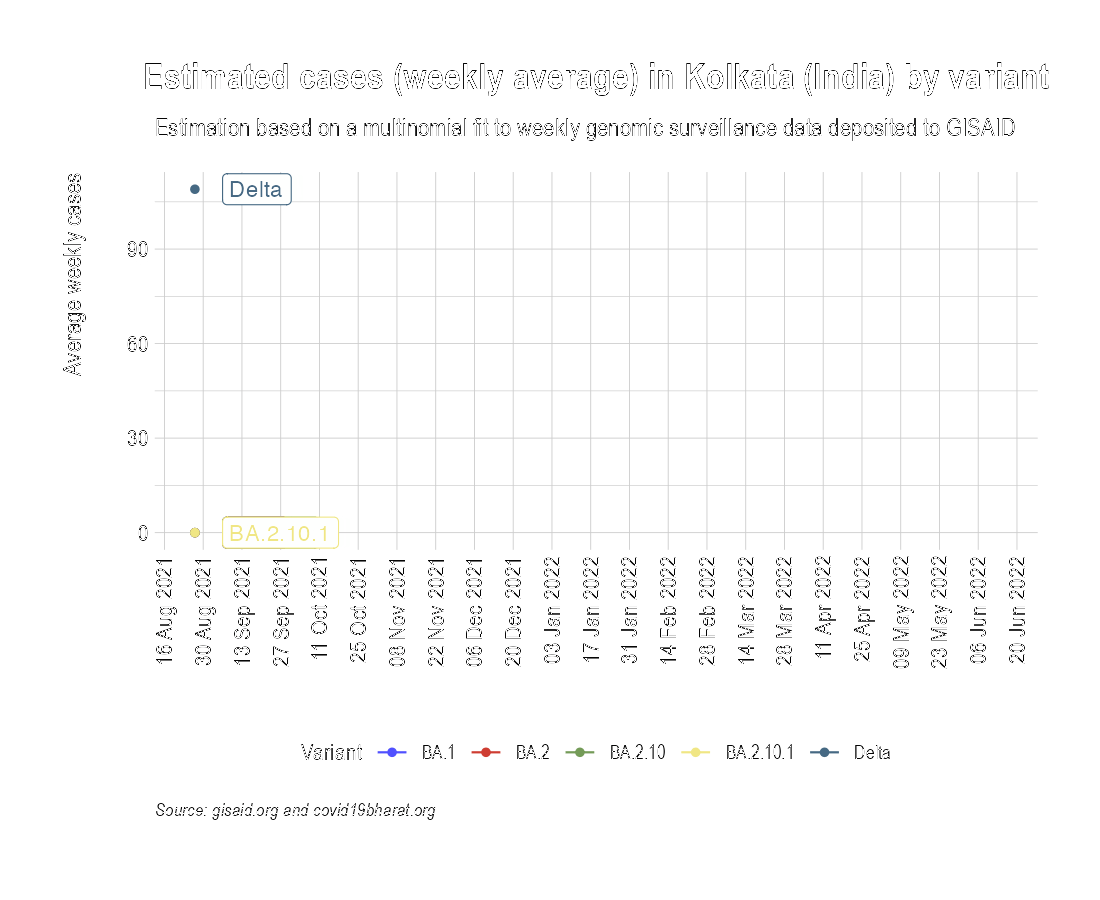 Estimated cases (weekly average) in Kolkata (India) by variant
Estimation based on a multinomial fit to weekly genomic surveillance data deposited to GISAID
Average weekly cases
90
60
30
0
Delta
BA.2.10.1
16 Aug 2021
30 Aug 2021
13 Sep 2021
27 Sep 2021
11 Oct 2021
25 Oct 2021
08 Nov 2021
22 Nov 2021
06 Dec 2021
20 Dec 2021
03 Jan 2022
17 Jan 2022
31 Jan 2022
14 Feb 2022
28 Feb 2022
14 Mar 2022
28 Mar 2022
11 Apr 2022
25 Apr 2022
09 May 2022
23 May 2022
06 Jun 2022
20 Jun 2022
Variant BA.1 BA.2 BA.2.10 BA.2.10.1 Delta
Source: gisaid.org and covid19bharat.org